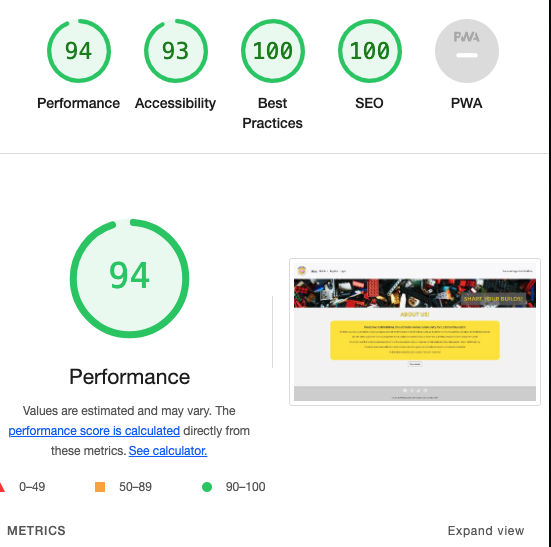 94
93
100
100
PWA
Performance
Accessibility
Best
Practices
SEO
PWA
94
Performance
Values are estimated and may vary. The
performance score is calculated directly from
these metrics. See calculator.
0–49
50–89
90–100
SHARE YOUR BUILDS!
ABOUT US!
METRICS
Expand view